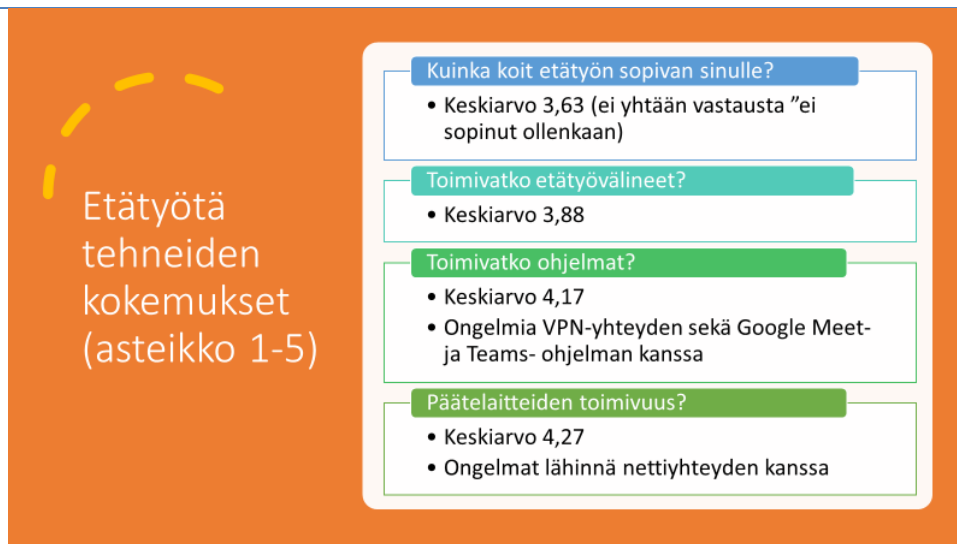 Etätyötä
tehneiden
kokemukset
(asteikko 1-5)
Kuinka koit etätyön sopivan sinulle?
• Keskiarvo 3,63 (ei yhtään vastausta ”ei
sopinut ollenkaan)
Toimivatko etätyövälineet?
• Keskiarvo 3,88
Toimivatko ohjelmat?
• Keskiarvo 4,17
• Ongelmia VPN-yhteyden sekä Google Meet-
ja Teams- ohjelman kanssa
Päätelaitteiden toimivuus?
• Keskiarvo 4,27
• Ongelmat lähinnä nettiyhteyden kanssa